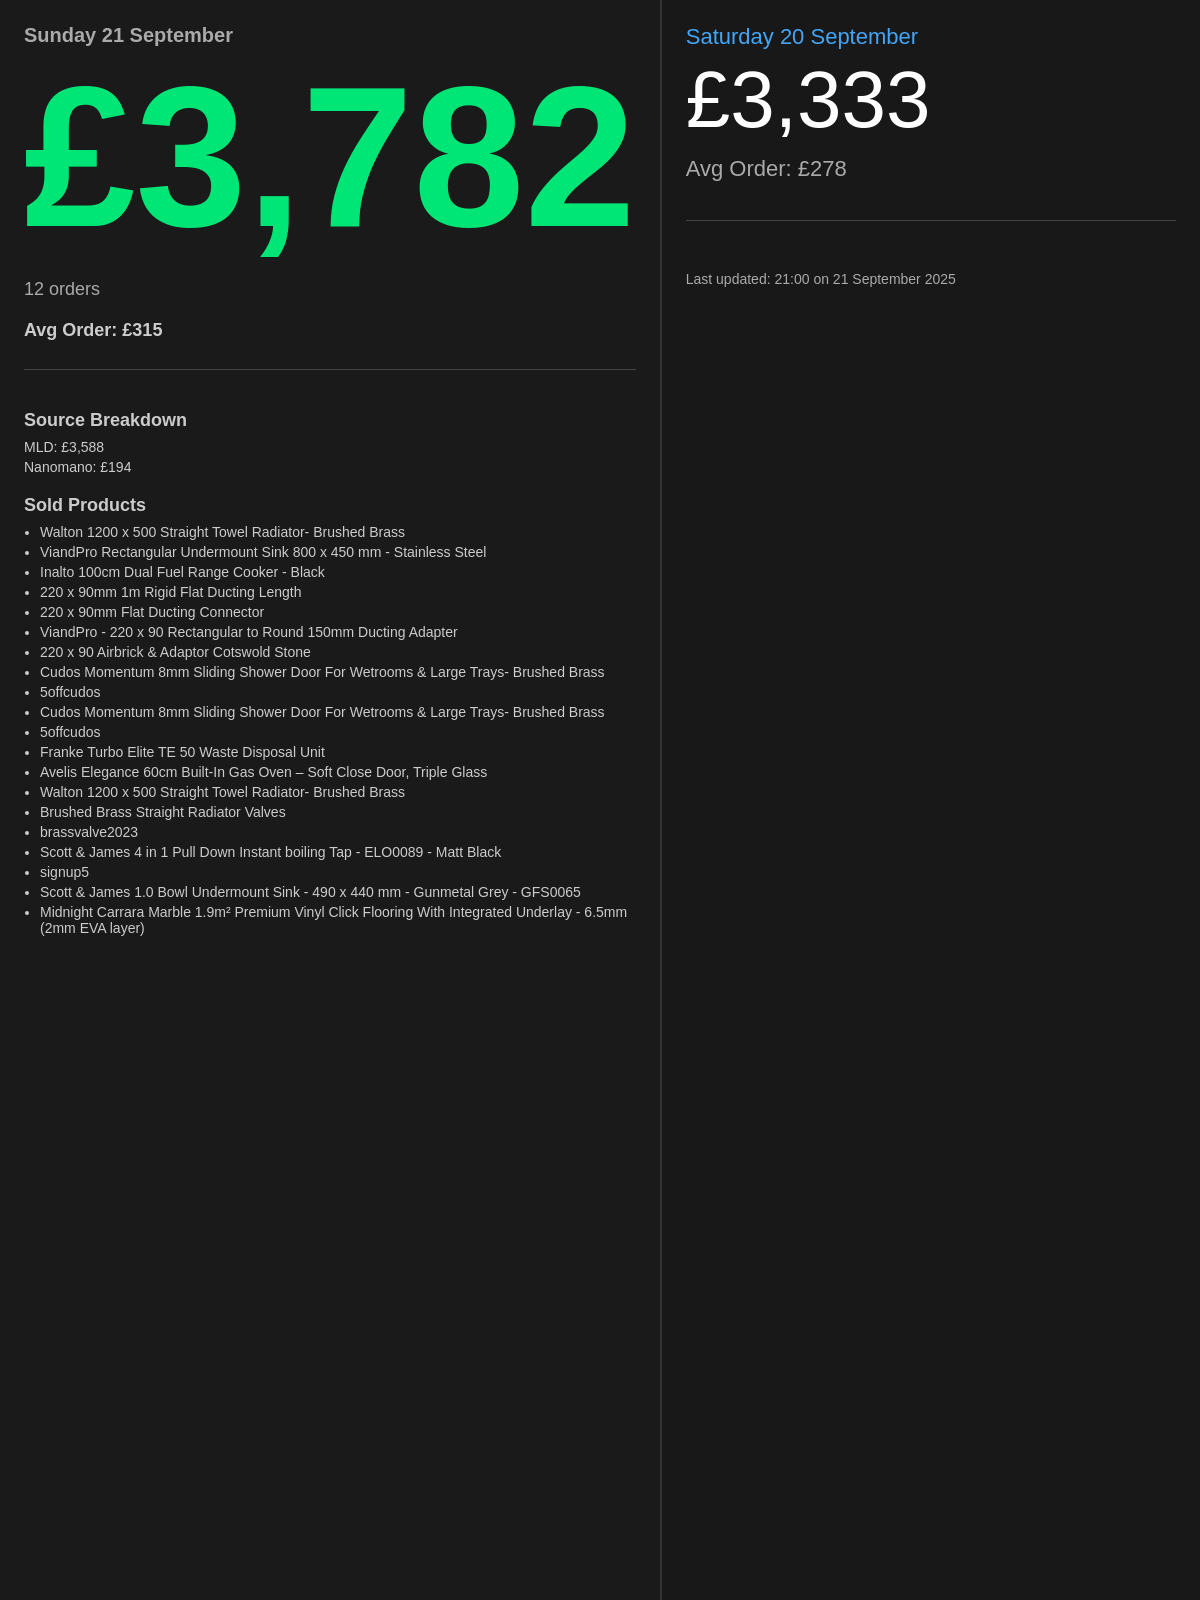 Sunday 21 September
£3,782
12 orders
Avg Order: £315
Source Breakdown
MLD: £3,588
Nanomano: £194
Sold Products
• Walton 1200 x 500 Straight Towel Radiator- Brushed Brass
• ViandPro Rectangular Undermount Sink 800 x 450 mm - Stainless Steel
• Inalto 100cm Dual Fuel Range Cooker - Black
• 220 x 90mm 1m Rigid Flat Ducting Length
• 220 x 90mm Flat Ducting Connector
• ViandPro - 220 x 90 Rectangular to Round 150mm Ducting Adapter
• 220 x 90 Airbrick & Adaptor Cotswold Stone
• Cudos Momentum 8mm Sliding Shower Door For Wetrooms & Large Trays- Brushed Brass
• 5offcudos
• Cudos Momentum 8mm Sliding Shower Door For Wetrooms & Large Trays- Brushed Brass
• 5offcudos
• Franke Turbo Elite TE 50 Waste Disposal Unit
• Avelis Elegance 60cm Built-In Gas Oven – Soft Close Door, Triple Glass
• Walton 1200 x 500 Straight Towel Radiator- Brushed Brass
• Brushed Brass Straight Radiator Valves
• brassvalve2023
• Scott & James 4 in 1 Pull Down Instant boiling Tap - ELO0089 - Matt Black
• signup5
• Scott & James 1.0 Bowl Undermount Sink - 490 x 440 mm - Gunmetal Grey - GFS0065
• Midnight Carrara Marble 1.9m² Premium Vinyl Click Flooring With Integrated Underlay - 6.5mm
(2mm EVA layer)
Saturday 20 September
£3,333
Avg Order: £278
Last updated: 21:00 on 21 September 2025